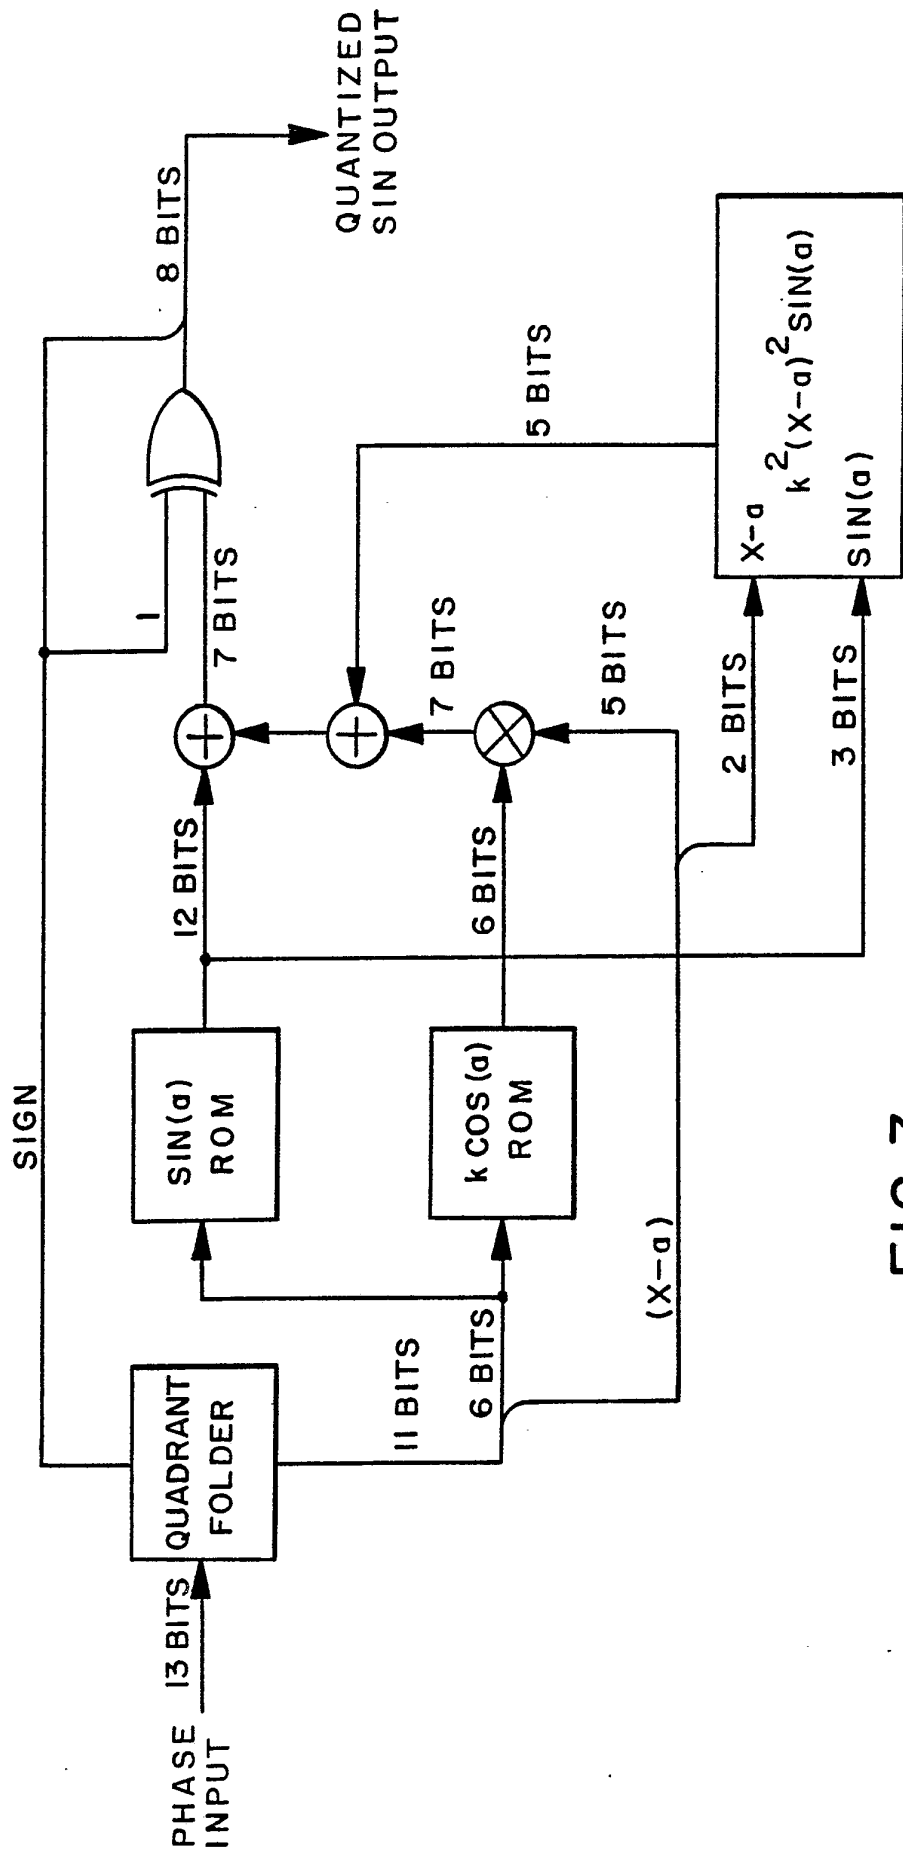 PHASE
INPUT
13 BITS
QUADRANT
FOLDER
SIGN
11 BITS
6 BITS
(X-a)
SIN(a)
ROM
k COS(a)
ROM
12 BITS
6 BITS
7 BITS
5 BITS
2 BITS
3 BITS
1
7 BITS
5 BITS
X-a
k²(X-a)² SIN(a)
SIN(a)
8 BITS
QUANTIZED
SIN OUTPUT